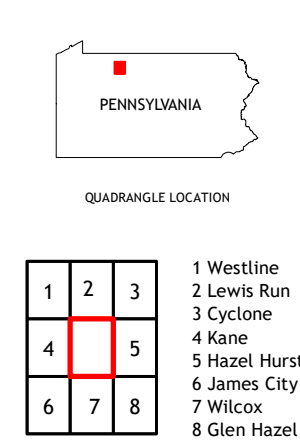 PENNSYLVANIA
QUADRANGLE LOCATION
1 2 3
4 5
6 7 8
1 Westline
2 Lewis Run
3 Cyclone
4 Kane
5 Hazel Hurst
6 James City
7 Wilcox
8 Glen Hazel